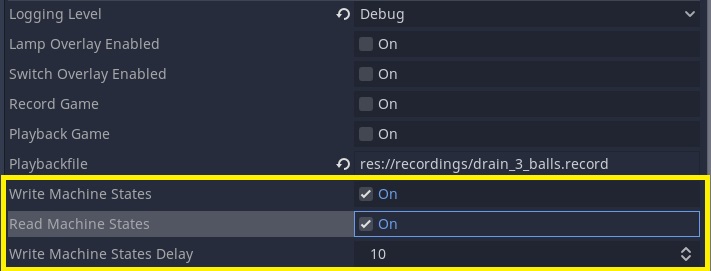 Logging Level Debug
Lamp Overlay Enabled On
Switch Overlay Enabled On
Record Game On
Playback Game On
Playbackfile res://recordings/drain_3_balls.record
Write Machine States On
Read Machine States On
Write Machine States Delay 10